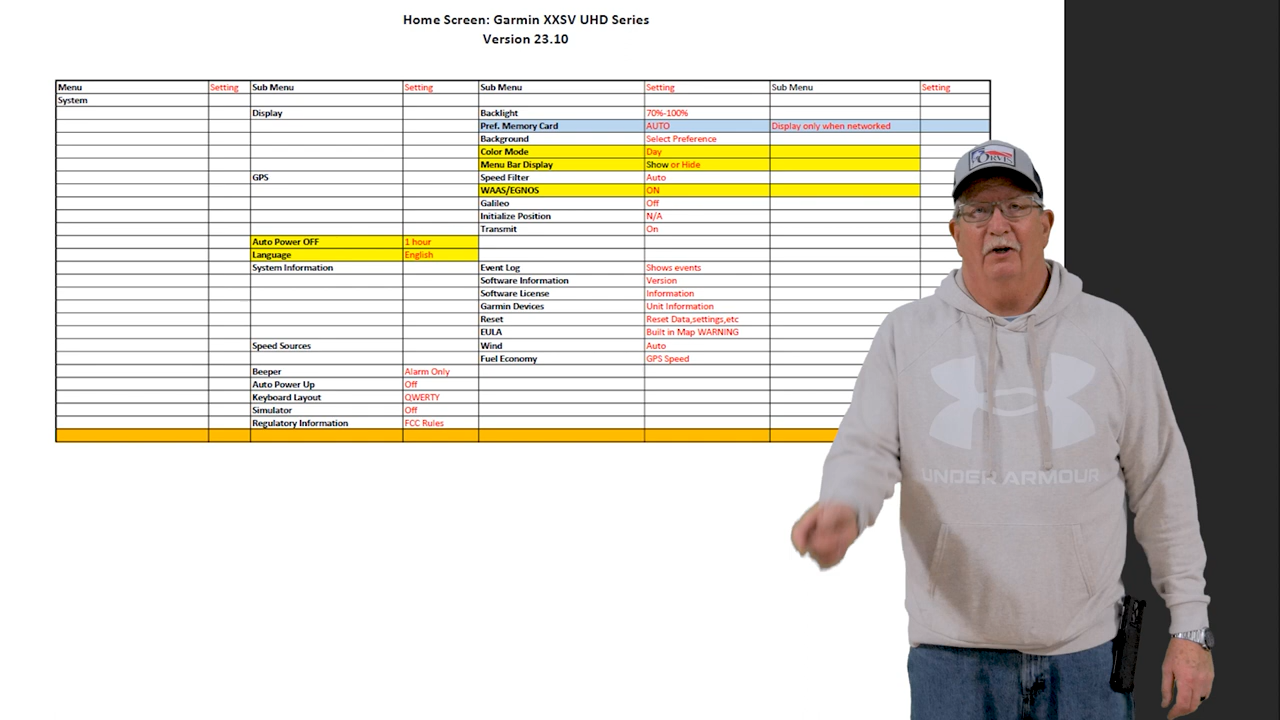 Home Screen: Garmin XXSV UHD Series
Version 23.10
Menu Setting Sub Menu Setting Sub Menu Setting Sub Menu Setting
System
Display Backlight 70%-100%
Pref. Memory Card AUTO Display only when networked
Background Select Preference
Color Mode Day
Menu Bar Display Show or Hide
GPS Speed Filter Auto
WAAS/EGNOS ON
Galileo Off
Initialize Position N/A
Transmit On
Auto Power OFF 1 hour
Language English
System Information Event Log Shows events
Software Information Version
Software License Information
Garmin Devices Unit Information
Reset Reset Data,settings,etc
EULA Built in Map WARNING
Speed Sources Wind Auto
Fuel Economy GPS Speed
Beeper Alarm Only
Auto Power Up Off
Keyboard Layout QWERTY
Simulator Off
Regulatory Information FCC Rules
ORVIS
UNDER ARMOUR